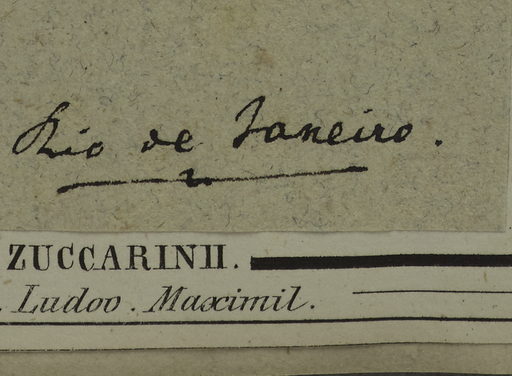 Rio de Janeiro.
ZUCCARINII.
Ludov. Maximil.